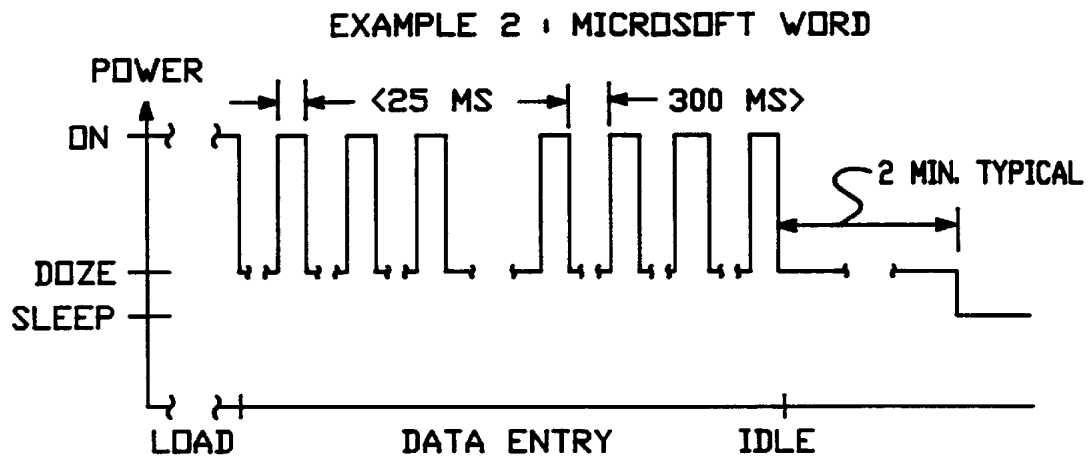 EXAMPLE 2 : MICROSOFT WORD
POWER
<25 MS
300 MS>
ON
2 MIN. TYPICAL
DOZE
SLEEP
LOAD
DATA ENTRY
IDLE